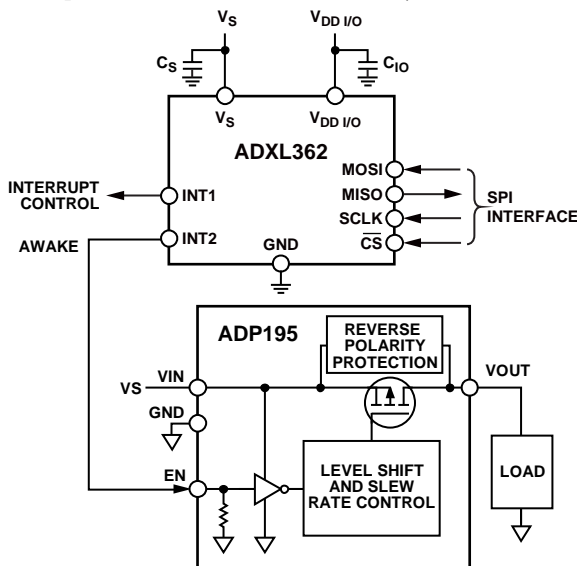 VS
VDD I/O
CS
CIO
VS
VDD I/O
ADXL362
MOSI
MISO
SCLK
CS
SPI
INTERFACE
INTERRUPT
CONTROL
INT1
AWAKE
INT2
GND
ADP195
REVERSE
POLARITY
PROTECTION
VS
VIN
VOUT
GND
EN
LEVEL SHIFT
AND SLEW
RATE CONTROL
LOAD